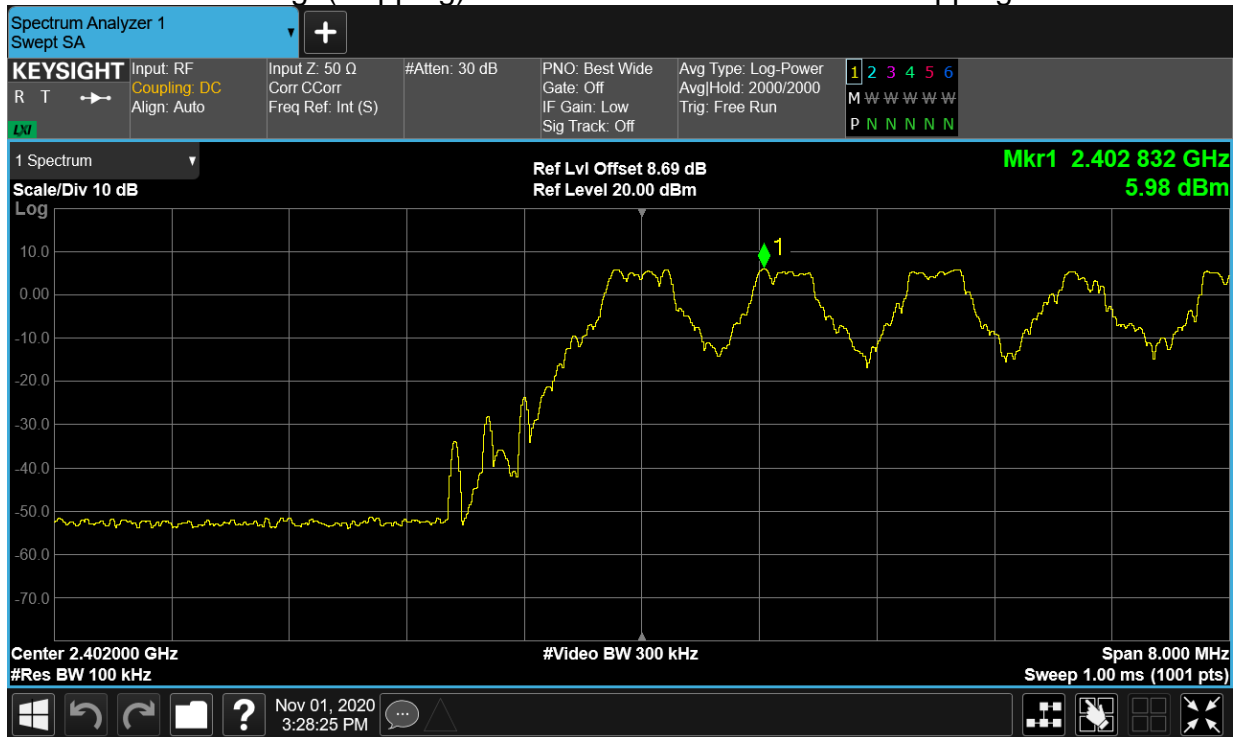 Spectrum Analyzer 1
Swept SA
+
KEYSIGHT Input: RF Input Z: 50 Ω #Atten: 30 dB PNO: Best Wide Avg Type: Log-Power 1 2 3 4 5 6
R T Coupling: DC Corr CCorr Gate: Off Avg|Hold: 2000/2000 M W W W W W W
Align: Auto Freq Ref: Int (S) IF Gain: Low Trig: Free Run
LXI Sig Track: Off P N N N N N N
1 Spectrum Ref Lvl Offset 8.69 dB Mkr1 2.402 832 GHz
Scale/Div 10 dB Ref Level 20.00 dBm 5.98 dBm
Log
1
10.0
0.00
-10.0
-20.0
-30.0
-40.0
-50.0
-60.0
-70.0
Center 2.402000 GHz #Video BW 300 kHz Span 8.000 MHz
#Res BW 100 kHz Sweep 1.00 ms (1001 pts)
? Nov 01, 2020
3:28:25 PM